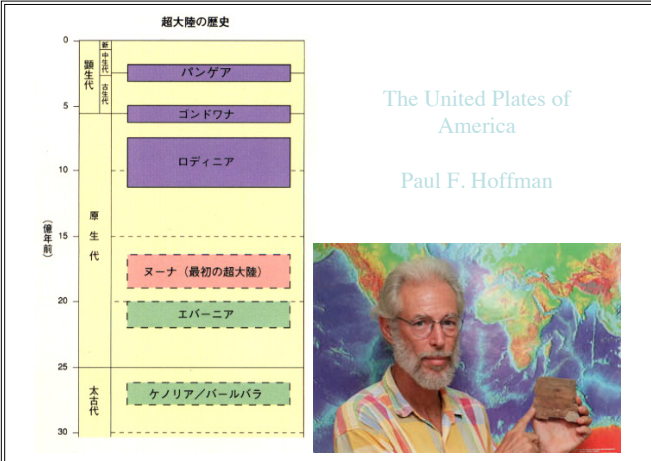 超大陸の歴史
0
5
10
15
20
25
30
(億年前)
顕生代
新
中生代
古生代
原生代
太古代
パンゲア
ゴンドワナ
ロディニア
ヌーナ（最初の超大陸）
エバーニア
ケノリア／バールバラ
The United Plates of
America
Paul F. Hoffman